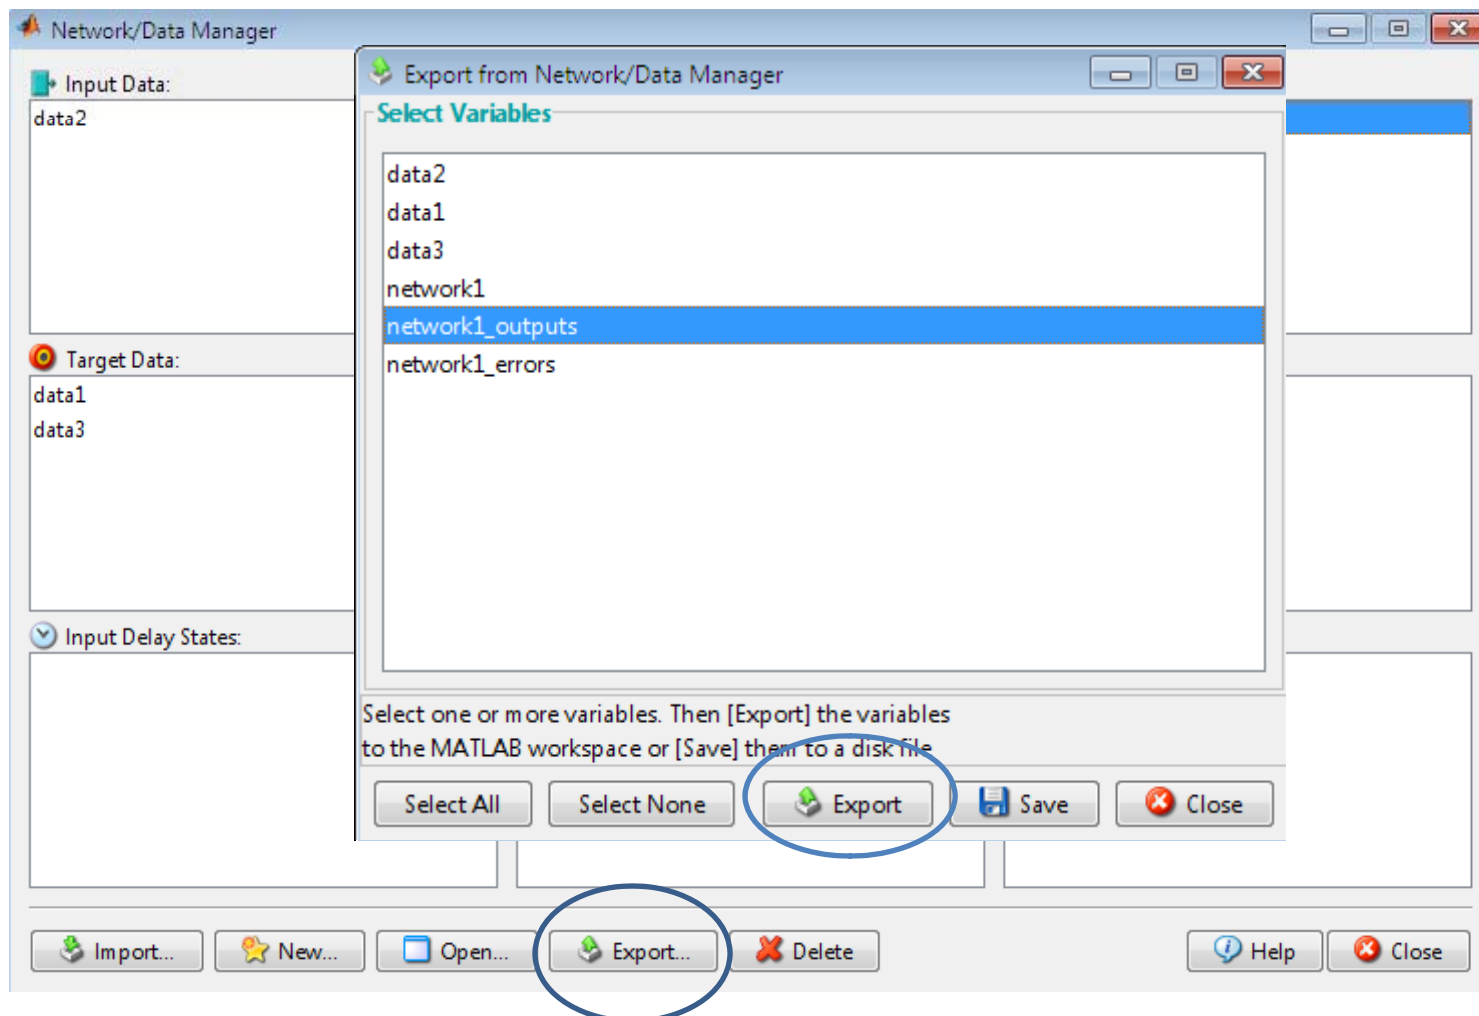 Network/Data Manager
Input Data:
data2
Target Data:
data1
data3
Input Delay States:
Export from Network/Data Manager
Select Variables
data2
data1
data3
network1
network1_outputs
network1_errors
Select one or more variables. Then [Export] the variables
to the MATLAB workspace or [Save] them to a disk file
Select All Select None Export Save Close
Import... New... Open... Export... Delete Help Close